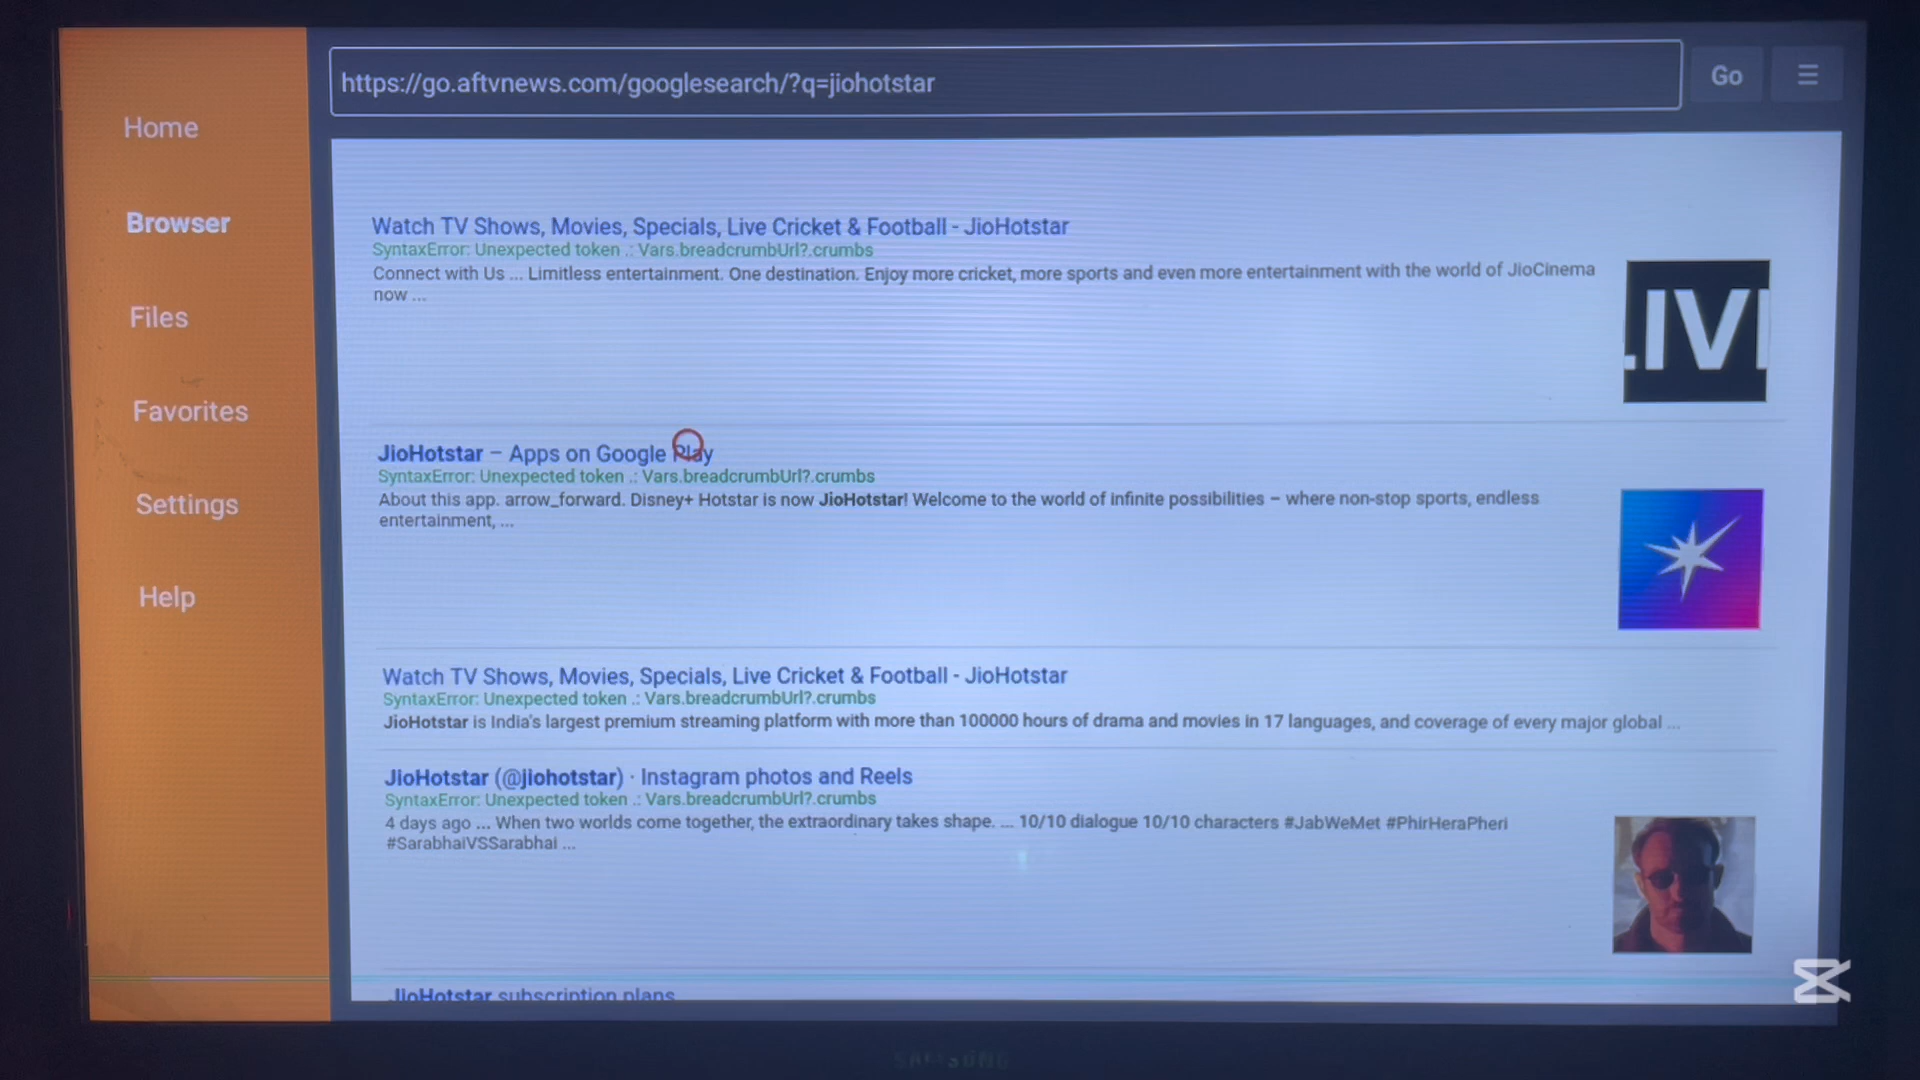 https://go.aftvnews.com/googlesearch/?q=jiohotstar
Go
Home
Browser
Files
Favorites
Settings
Help
Watch TV Shows, Movies, Specials, Live Cricket & Football - JioHotstar
SyntaxError: Unexpected token .: Vars.breadcrumbUrl?.crumbs
Connect with Us ... Limitless entertainment. One destination. Enjoy more cricket, more sports and even more entertainment with the world of JioCinema
now ...
LIVE
JioHotstar – Apps on Google Play
SyntaxError: Unexpected token .: Vars.breadcrumbUrl?.crumbs
About this app. arrow_forward. Disney+ Hotstar is now JioHotstar! Welcome to the world of infinite possibilities – where non-stop sports, endless
entertainment, ...
Watch TV Shows, Movies, Specials, Live Cricket & Football - JioHotstar
SyntaxError: Unexpected token .: Vars.breadcrumbUrl?.crumbs
JioHotstar is India's largest premium streaming platform with more than 100000 hours of drama and movies in 17 languages, and coverage of every major global ...
JioHotstar (@jiohotstar) · Instagram photos and Reels
SyntaxError: Unexpected token .: Vars.breadcrumbUrl?.crumbs
4 days ago ... When two worlds come together, the extraordinary takes shape. ... 10/10 dialogue 10/10 characters #JabWeMet #PhirHeraPheri
#SarabhaiVSSarabhai ...
JioHotstar subscription plans
SAMSUNG